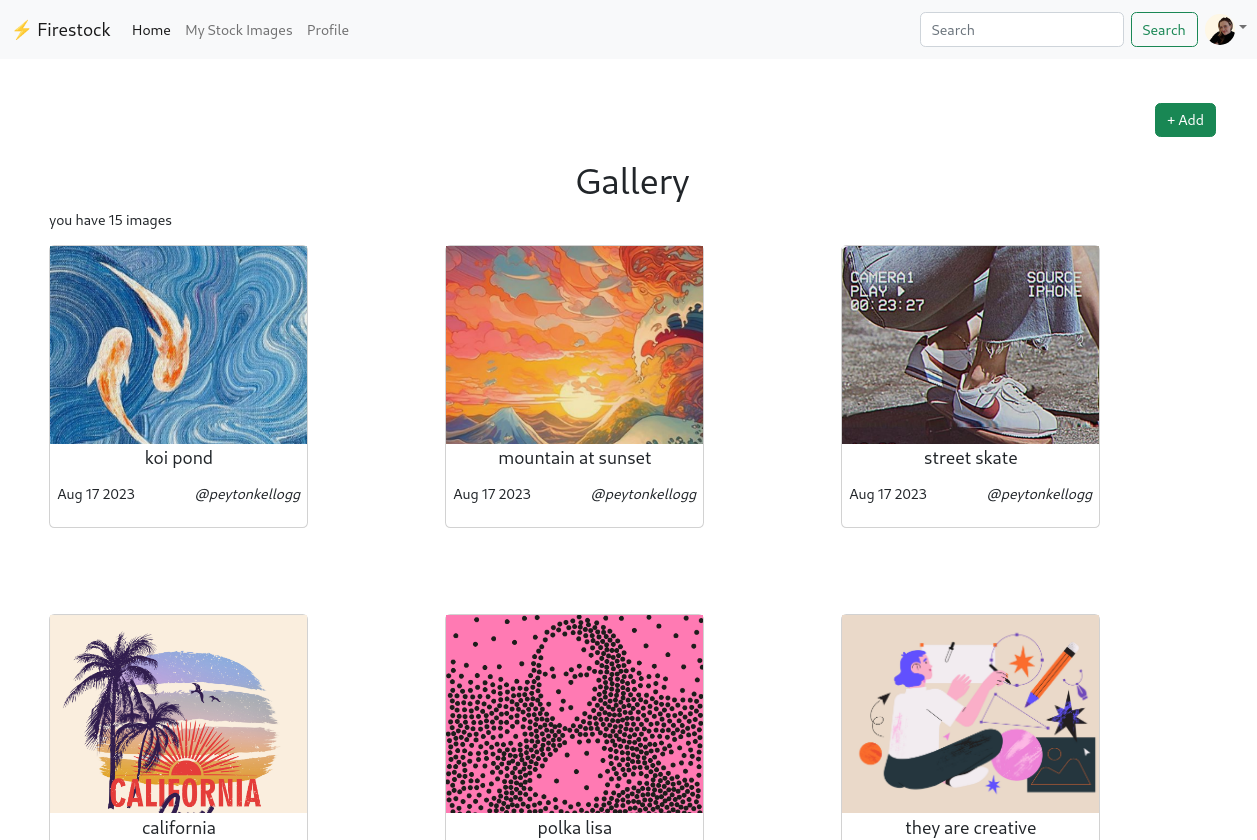 ⚡ Firestock Home My Stock Images Profile Search Search
+ Add
Gallery
you have 15 images
CAMERA1 SOURCE
PLAY IPHONE
00:23:27
koi pond mountain at sunset street skate
Aug 17 2023 @peytonkellogg Aug 17 2023 @peytonkellogg Aug 17 2023 @peytonkellogg
CALIFORNIA
california polka lisa they are creative